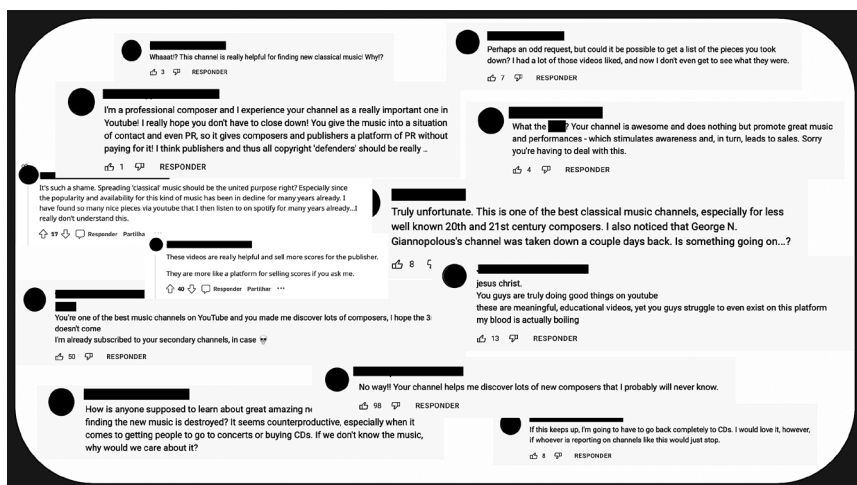 Whaaat!? This channel is really helpful for finding new classical music! Why!?
3 RESPONDER
Perhaps an odd request, but could it be possible to get a list of the pieces you took
down? I had a lot of those videos liked, and now I don't even get to see what they were.
7 RESPONDER
I'm a professional composer and I experience your channel as a really important one in
Youtube! I really hope you don't have to close down! You give the music into a situation
of contact and even PR, so it gives composers and publishers a platform of PR without
paying for it! I think publishers and thus all copyright 'defenders' should be really ...
1 RESPONDER
What the ? Your channel is awesome and does nothing but promote great music
and performances - which stimulates awareness and, in turn, leads to sales. Sorry
you're having to deal with this.
4 RESPONDER
It's such a shame. Spreading 'classical' music should be the united purpose right? Especially since
the popularity and availability for this kind of music has been in decline for many years already. I
have found so many nice pieces via youtube that I then listen to on spotify for many years already...I
really don't understand this.
17 Responder Partilha
Truly unfortunate. This is one of the best classical music channels, especially for less
well known 20th and 21st century composers. I also noticed that George N.
Giannopolous's channel was taken down a couple days back. Is something going on...?
8
These videos are really helpful and sell more scores for the publisher.
They are more like a platform for selling scores if you ask me.
40 Responder Partilhar ...
jesus christ.
You guys are truly doing good things on youtube
these are meaningful, educational videos, yet you guys struggle to even exist on this platform
my blood is actually boiling
13 RESPONDER
You're one of the best music channels on YouTube and you made me discover lots of composers, I hope the
doesn't come
I'm already subscribed to your secondary channels, in case 💀
50 RESPONDER
No way!! Your channel helps me discover lots of new composers that I probably will never know.
98 RESPONDER
How is anyone supposed to learn about great amazing
finding the new music is destroyed? It seems counterproductive, especially when it
comes to getting people to go to concerts or buying CDs. If we don't know the music,
why would we care about it?
If this keeps up, I'm going to have to go back completely to CDs. I would love it, however,
if whoever is reporting on channels like this would just stop.
8 RESPONDER